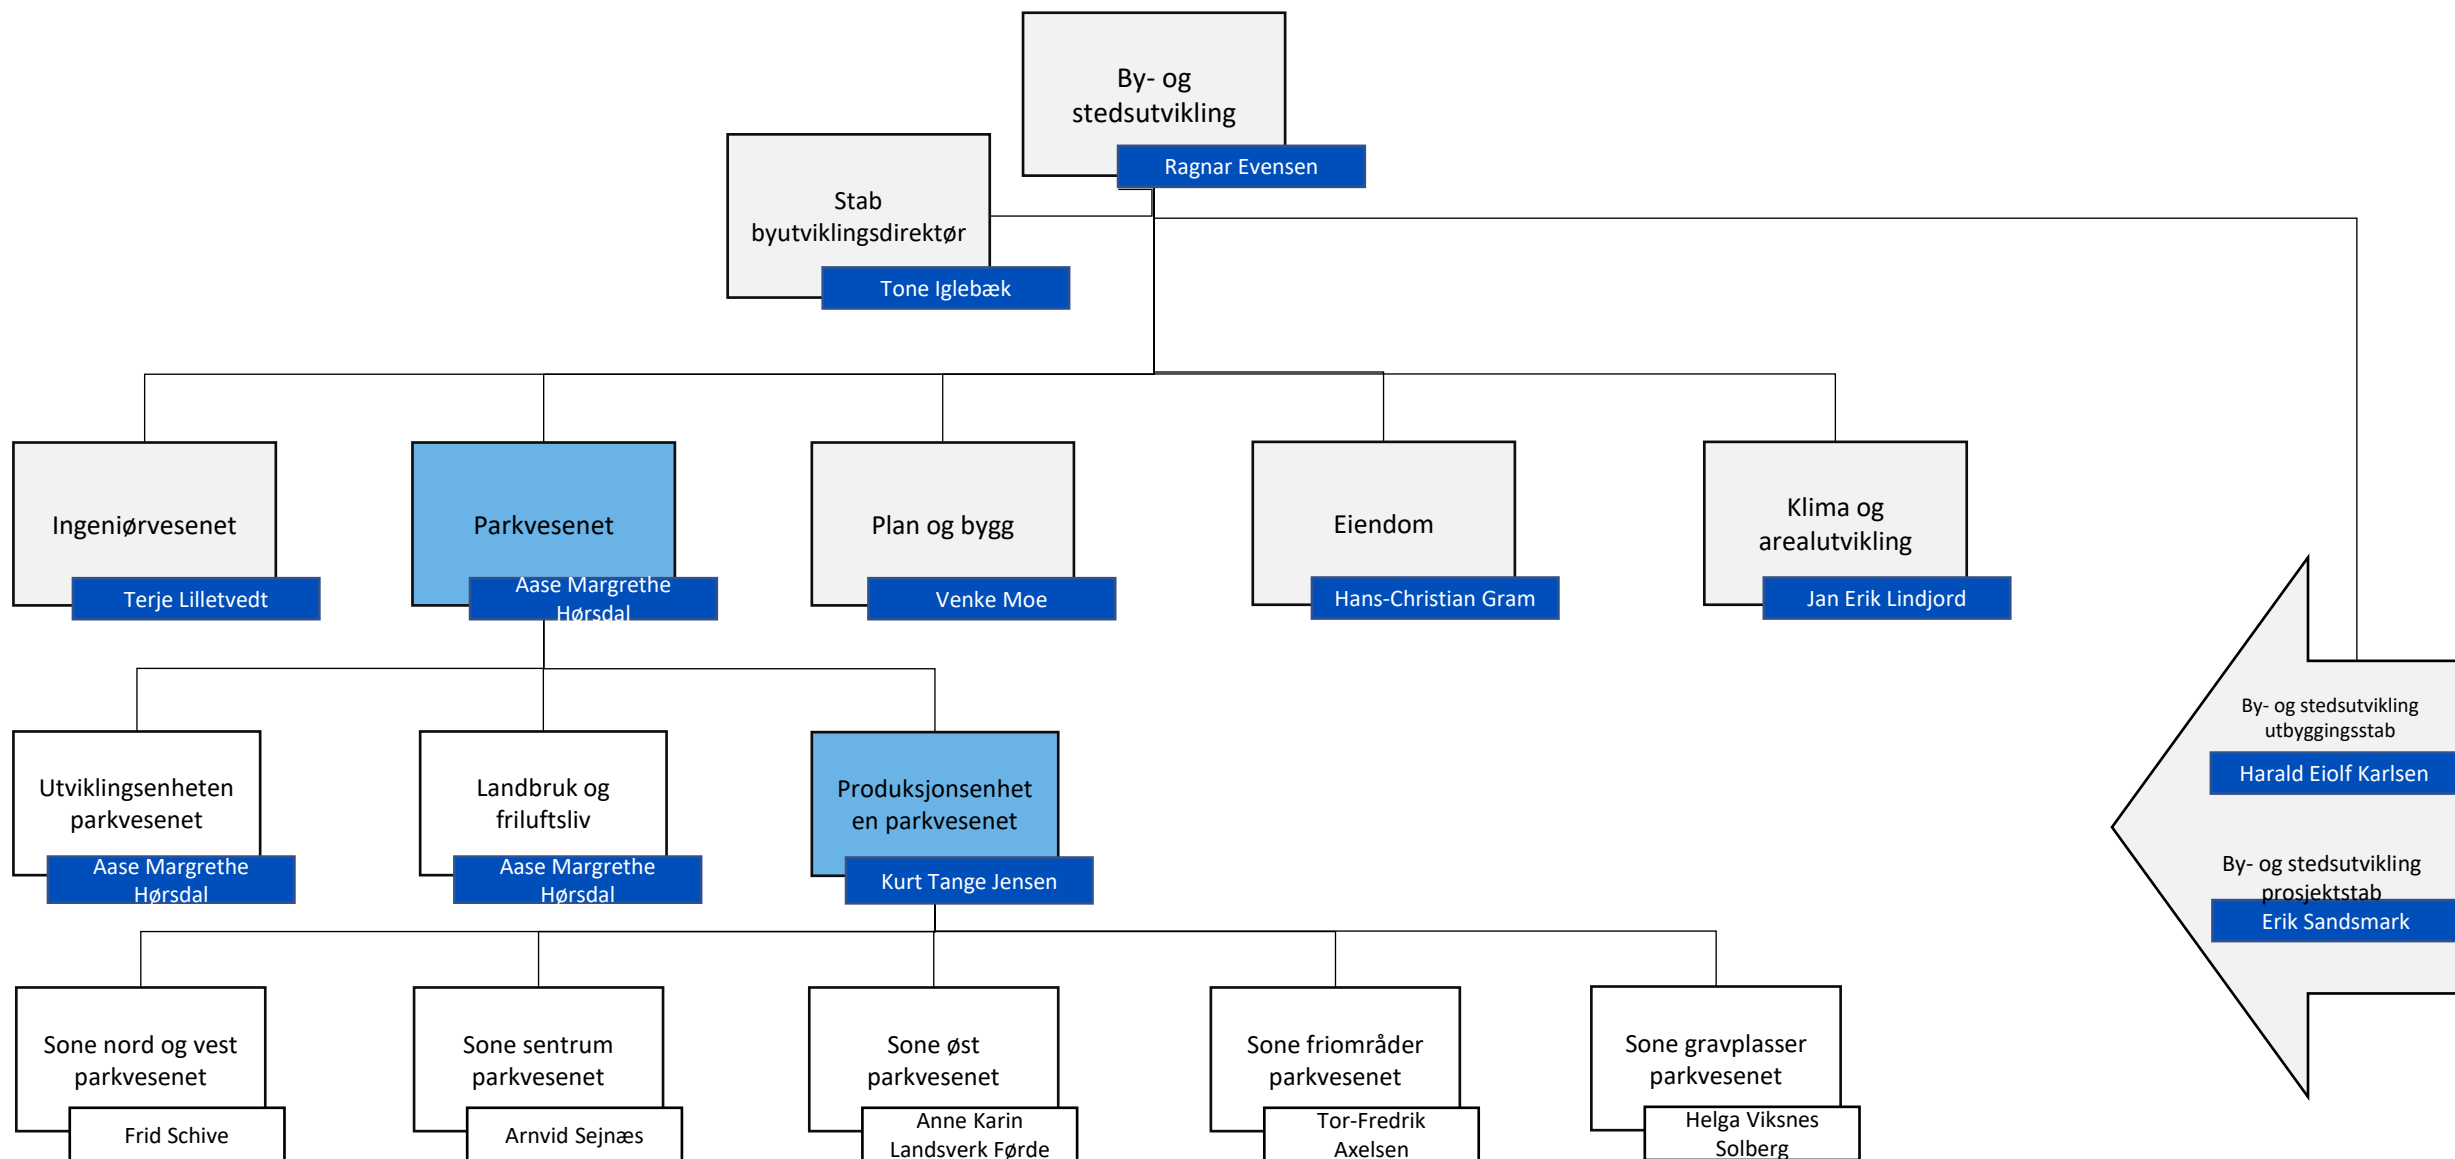 By- og
stedsutvikling
Ragnar Evensen
Stab
byutviklingsdirektør
Tone Iglebæk
Ingeniørvesenet
Terje Lilletvedt
Parkvesenet
Aase Margrethe
Hørsdal
Plan og bygg
Venke Moe
Eiendom
Hans-Christian Gram
Klima og
arealutvikling
Jan Erik Lindjord
By- og stedsutvikling
utbyggingsstab
Harald Eiolf Karlsen
By- og stedsutvikling
prosjektstab
Erik Sandsmark
Utviklingsenheten
parkvesenet
Aase Margrethe
Hørsdal
Landbruk og
friluftsliv
Aase Margrethe
Hørsdal
Produksjonsenhet
en parkvesenet
Kurt Tange Jensen
Sone nord og vest
parkvesenet
Frid Schive
Sone sentrum
parkvesenet
Arnvid Sejnæs
Sone øst
parkvesenet
Anne Karin
Landsverk Førde
Sone friområder
parkvesenet
Tor-Fredrik
Axelsen
Sone gravplasser
parkvesenet
Helga Viksnes
Solberg